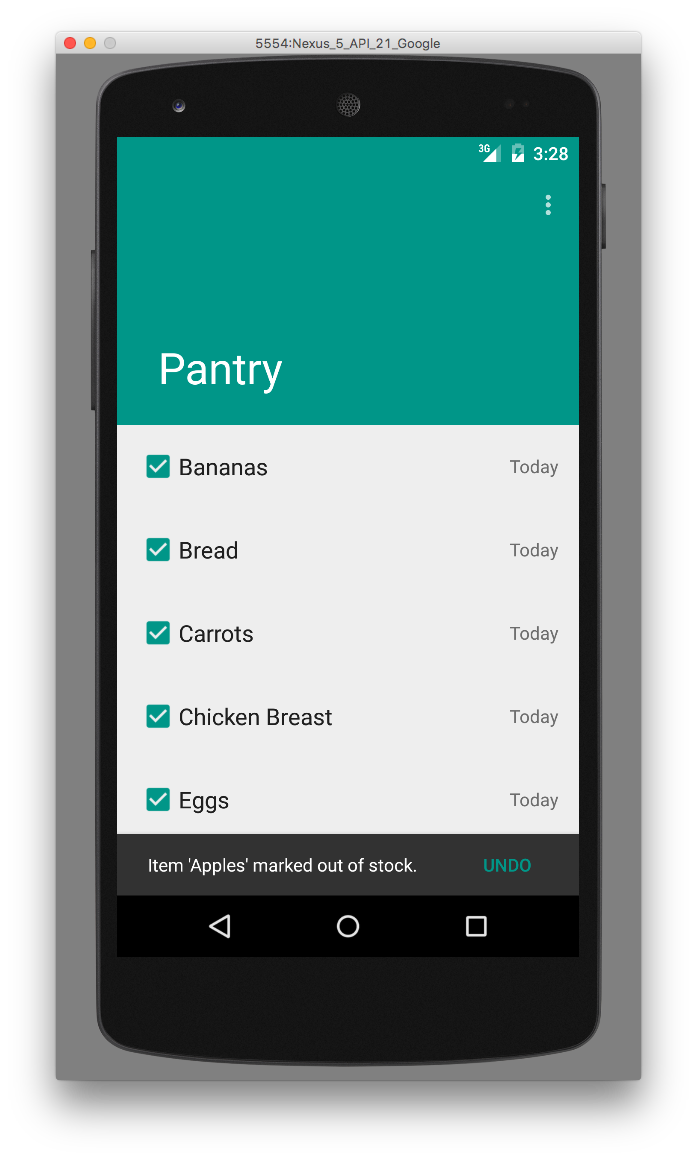 5554:Nexus_5_API_21_Google
3G 3:28
Pantry
Bananas Today
Bread Today
Carrots Today
Chicken Breast Today
Eggs Today
Item 'Apples' marked out of stock. UNDO